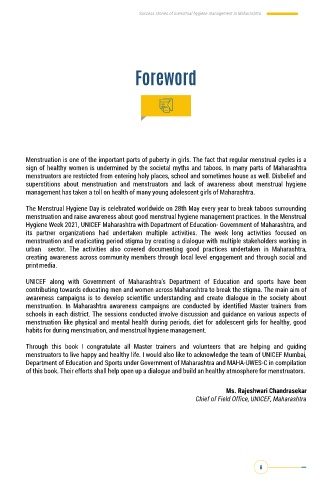 Success stories of menstrual hygiene management in Maharashtra
Foreword
Menstruation is one of the important parts of puberty in girls. The fact that regular menstrual cycles is a
sign of healthy women is undermined by the societal myths and taboos. In many parts of Maharashtra
menstruators are restricted from entering holy places, school and sometimes house as well. Disbelief and
superstitions about menstruation and menstruators and lack of awareness about menstrual hygiene
management has taken a toll on health of many young adolescent girls of Maharashtra.
The Menstrual Hygiene Day is celebrated worldwide on 28th May every year to break taboos surrounding
menstruation and raise awareness about good menstrual hygiene management practices. In the Menstrual
Hygiene Week 2021, UNICEF Maharashtra with Department of Education- Government of Maharashtra, and
its partner organizations had undertaken multiple activities. The week long activities focused on
menstruation and eradicating period stigma by creating a dialogue with multiple stakeholders working in
urban sector. The activities also covered documenting good practices undertaken in Maharashtra,
creating awareness across community members through local level engagement and through social and
print media.
UNICEF along with Government of Maharashtra's Department of Education and sports have been
contributing towards educating men and women across Maharashtra to break the stigma. The main aim of
awareness campaigns is to develop scientific understanding and create dialogue in the society about
menstruation. In Maharashtra awareness campaigns are conducted by identified Master trainers from
schools in each district. The sessions conducted involve discussion and guidance on various aspects of
menstruation like physical and mental health during periods, diet for adolescent girls for healthy, good
habits for during menstruation, and menstrual hygiene management.
Through this book I congratulate all Master trainers and volunteers that are helping and guiding
menstruators to live happy and healthy life. I would also like to acknowledge the team of UNICEF Mumbai,
Department of Education and Sports under Government of Maharashtra and MAHA-UWES-C in compilation
of this book. Their efforts shall help open up a dialogue and build an healthy atmosphere for menstruators.
Ms. Rajeshwari Chandrasekar
Chief of Field Office, UNICEF, Maharashtra